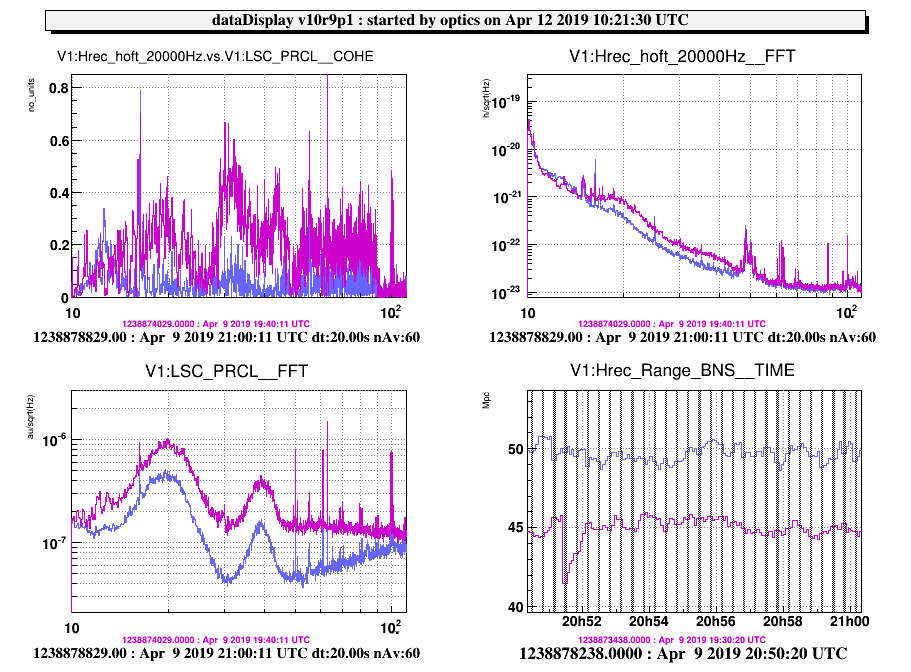 dataDisplay v10r9p1 : started by optics on Apr 12 2019 10:21:30 UTC
V1:Hrec_hoft_20000Hz.vs.V1:LSC_PRCL__COHE
no_units
0.8
0.6
0.4
0.2
0
10
10²
1238874029.0000 : Apr 9 2019 19:40:11 UTC
1238878829.00 : Apr 9 2019 21:00:11 UTC dt:20.00s nAv:60
V1:Hrec_hoft_20000Hz__FFT
h/sqrt(Hz)
10⁻¹⁹
10⁻²⁰
10⁻²¹
10⁻²²
10⁻²³
10
10²
1238874029.0000 : Apr 9 2019 19:40:11 UTC
1238878829.00 : Apr 9 2019 21:00:11 UTC dt:20.00s nAv:60
V1:LSC_PRCL__FFT
au/sqrt(Hz)
10⁻⁶
10⁻⁷
10
10²
1238874029.0000 : Apr 9 2019 19:40:11 UTC
1238878829.00 : Apr 9 2019 21:00:11 UTC dt:20.00s nAv:60
V1:Hrec_Range_BNS__TIME
Mpc
50
45
40
20h52 20h54 20h56 20h58 21h00
1238873438.0000 : Apr 9 2019 19:30:20 UTC
1238878238.0000 : Apr 9 2019 20:50:20 UTC